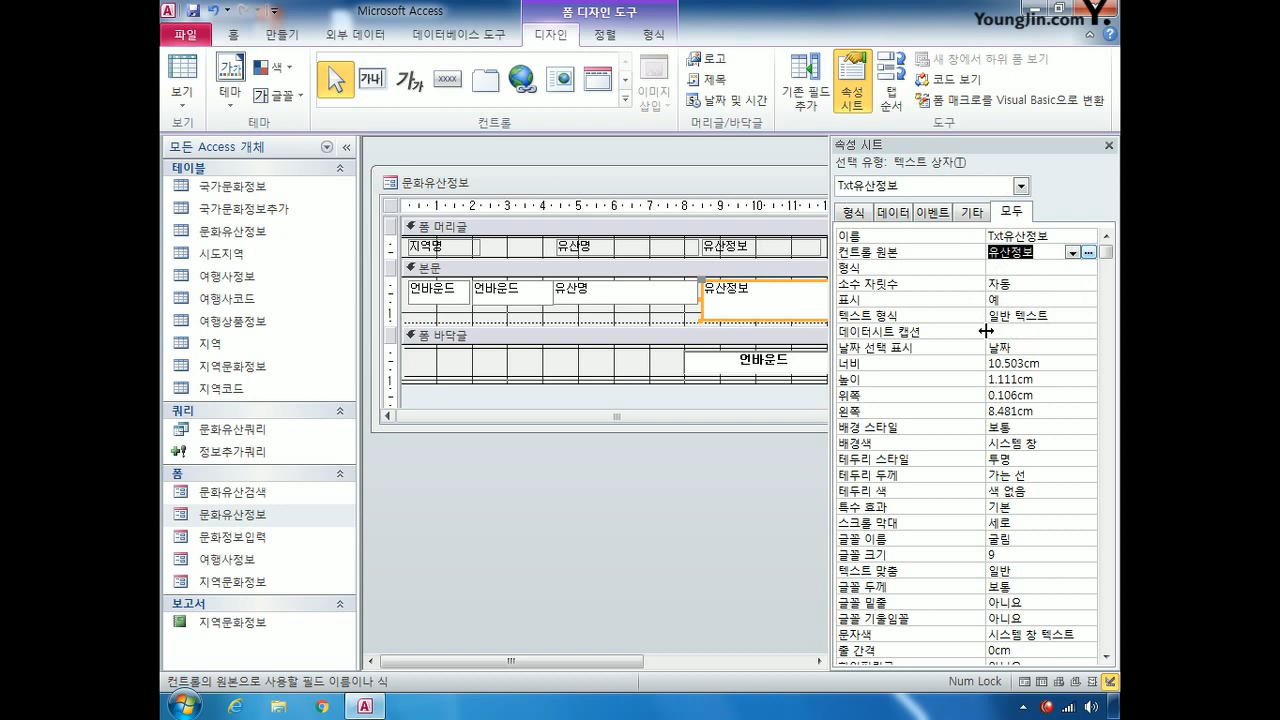 Microsoft Access
폼 디자인 도구
YoungJin.com Y.
파일 홈 만들기 외부 데이터 데이터베이스 도구 디자인 정렬 형식
보기
테마
색
가가 글꼴
가나
가가
xxxx
이미지
삽입
로고
제목
날짜 및 시간
기존 필드
추가
속성
시트
탭
순서
새 창에서 하위 폼 보기
코드 보기
폼 매크로를 Visual Basic으로 변환
보기 테마 컨트롤 머리글/바닥글 도구
모든 Access 개체
테이블
국가문화정보
국가문화정보추가
문화유산정보
시도지역
여행사정보
여행사코드
여행상품정보
지역
지역문화정보
지역코드
쿼리
문화유산쿼리
정보추가쿼리
폼
문화유산검색
문화유산정보
문화정보입력
여행사정보
지역문화정보
보고서
지역문화정보
문화유산정보
1 2 3 4 5 6 7 8 9 10 11
폼 머리글
지역명 유산명 유산정보
본문
언바운드 언바운드 유산명 유산정보
폼 바닥글
언바운드
속성 시트
선택 유형: 텍스트 상자(T)
Txt유산정보
형식 데이터 이벤트 기타 모두
이름 Txt유산정보
컨트롤 원본 유산정보
형식
소수 자릿수 자동
표시 예
텍스트 형식 일반 텍스트
데이터시트 캡션
날짜 선택 표시 날짜
너비 10.503cm
높이 1.111cm
위쪽 0.106cm
왼쪽 8.481cm
배경 스타일 보통
배경색 시스템 창
테두리 스타일 투명
테두리 두께 가는 선
테두리 색 색 없음
특수 효과 기본
스크롤 막대 세로
글꼴 이름 굴림
글꼴 크기 9
텍스트 맞춤 일반
글꼴 두께 보통
글꼴 밑줄 아니요
글꼴 기울임꼴 아니요
문자색 시스템 창 텍스트
줄 간격 0cm
컨트롤의 원본으로 사용할 필드 이름이나 식
Num Lock